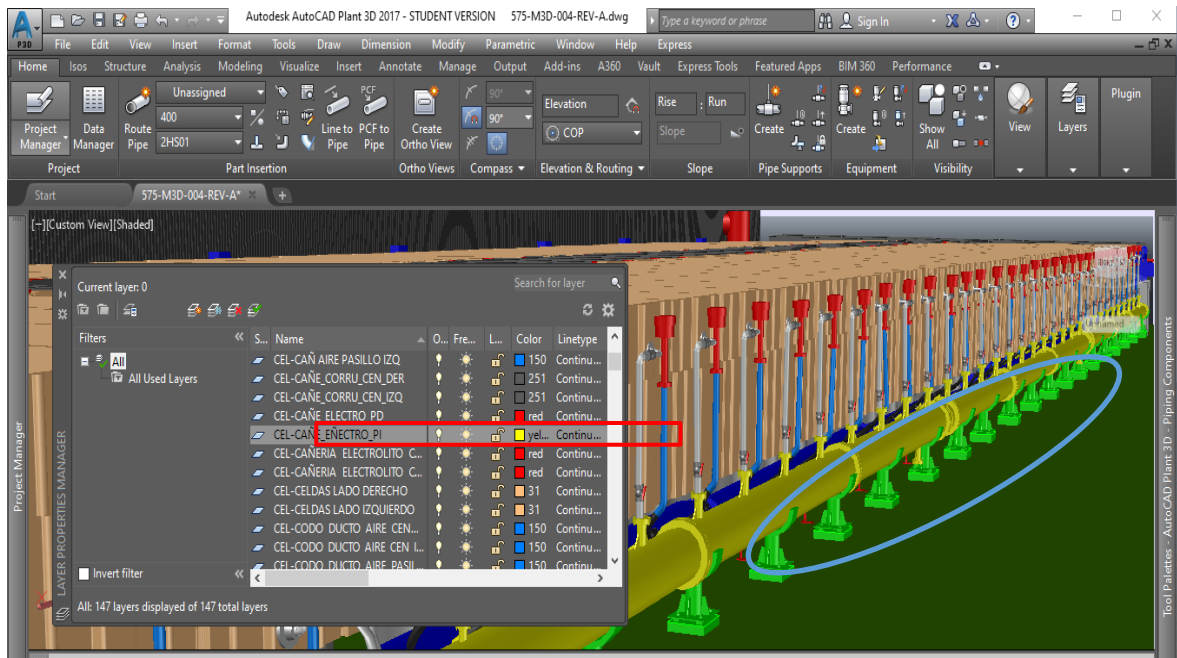 Autodesk AutoCAD Plant 3D 2017 - STUDENT VERSION 575-M3D-004-REV-A.dwg Type a keyword or phrase Sign In
P3D File Edit View Insert Format Tools Draw Dimension Modify Parametric Window Help Express
Home Isos Structure Analysis Modeling Visualize Insert Annotate Manage Output Add-ins A360 Vault Express Tools Featured Apps BIM 360 Performance
Unassigned PCF 90° Elevation Rise : Run Plugin
Project Manager Data Manager Route Pipe 400 2HS01 Line to Pipe PCF to Pipe Create Ortho View 90° COP Slope Create Create Show All View Layers
Project Part Insertion Ortho Views Compass Elevation & Routing Slope Pipe Supports Equipment Visibility
Start 575-M3D-004-REV-A*
[−][Custom View][Shaded]
Current layer: 0 Search for layer
Filters S... Name O... Fre... L... Color Linetype
All
All Used Layers
CEL-CAÑ AIRE PASILLO IZQ 150 Continu...
CEL-CAÑE_CORRU_CEN_DER 251 Continu...
CEL-CAÑE_CORRU_CEN_IZQ 251 Continu...
CEL-CAÑE ELECTRO PD red Continu...
CEL-CAÑE_EÑECTRO_PI yel... Continu...
CEL-CAÑERIA ELECTROLITO C... red Continu...
CEL-CAÑERIA ELECTROLITO C... red Continu...
CEL-CELDAS LADO DERECHO 31 Continu...
CEL-CELDAS LADO IZQUIERDO 31 Continu...
CEL-CODO DUCTO AIRE CEN... 150 Continu...
CEL-CODO DUCTO AIRE CEN I... 150 Continu...
CEL-CODO DUCTO AIRE PASIL... 150 Continu...
Invert filter
All: 147 layers displayed of 147 total layers
LAYER PROPERTIES MANAGER
Project Manager
Unnamed
Tool Palettes - AutoCAD Plant 3D - Piping Components